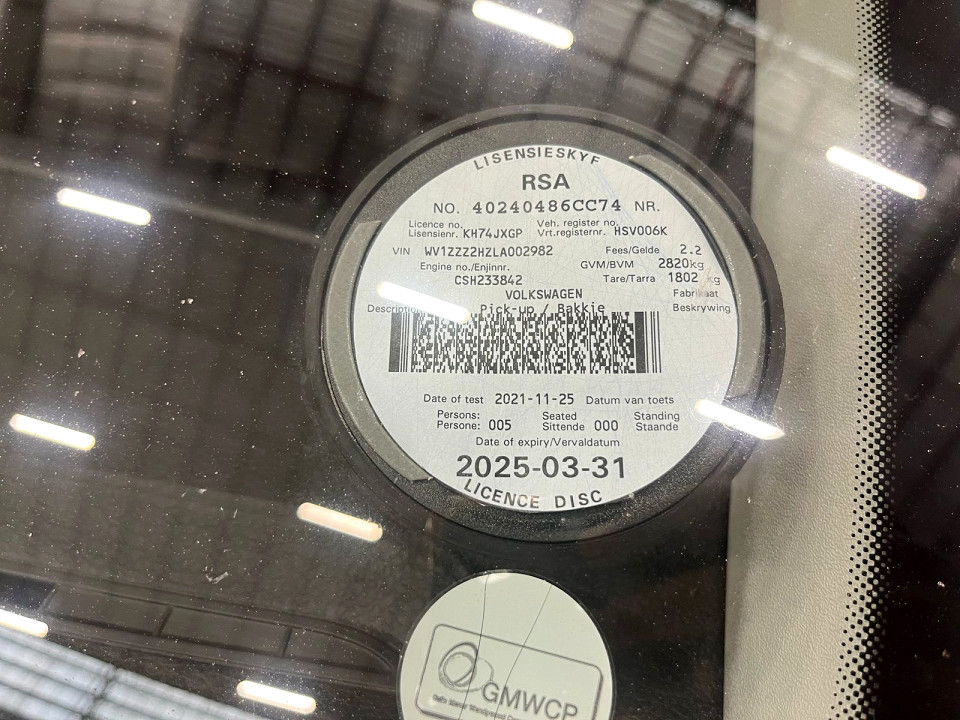 LISENSIESKYF
RSA
NO. 40240486CC74 NR.
Licence no. Veh. register no.
Lisensienr. KH74JXGP Vrt.registernr. HSV006K
VIN WV1ZZZ2HZLA002982 Fees/Gelde 2.2
Engine no./Enjinnr. GVM/BVM 2820kg
CSH233842 Tare/Tarra 1802 kg
VOLKSWAGEN Fabrikaat
Description Pick-up / Bakkie Beskrywing
Date of test 2021-11-25 Datum van toets
Persons: Seated Standing
Persone: 005 Sittende 000 Staande
Date of expiry/Vervaldatum
2025-03-31
LICENCE DISC
GMWCP